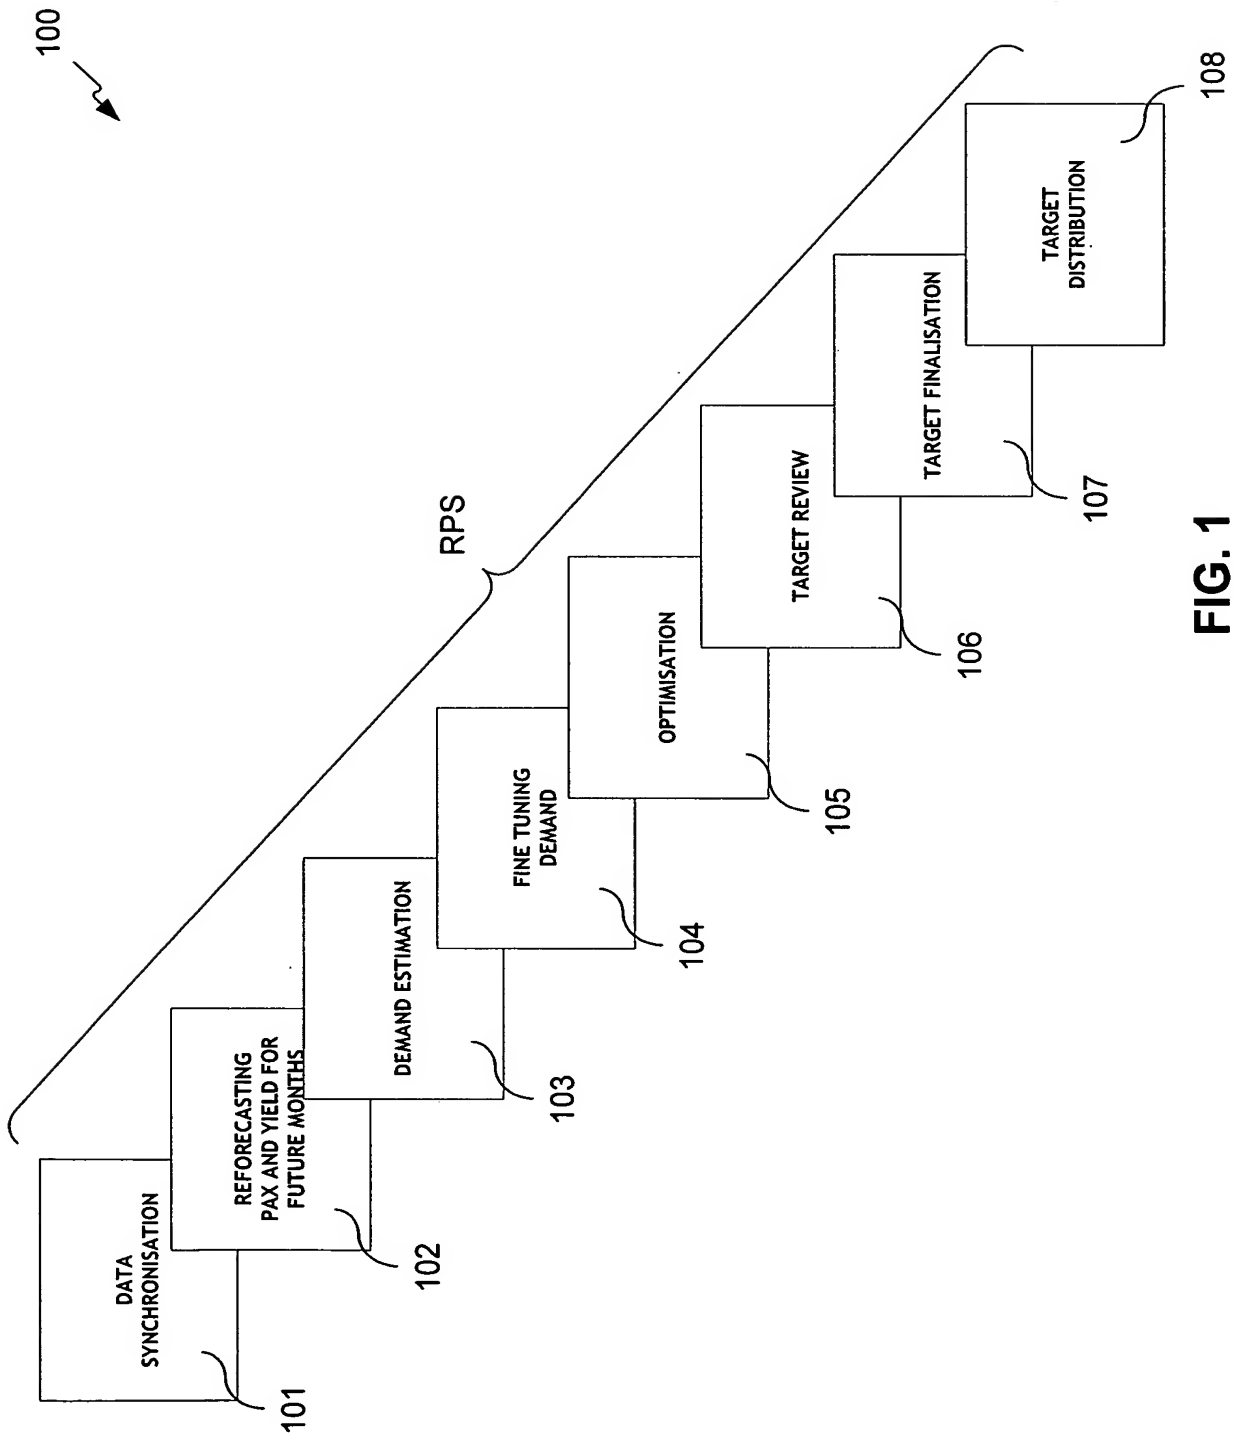 100
RPS
DATA
SYNCHRONISATION
101
REFORECASTING
PAX AND YIELD FOR
FUTURE MONTHS
102
DEMAND ESTIMATION
103
FINE TUNING
DEMAND
104
OPTIMISATION
105
TARGET REVIEW
106
TARGET FINALISATION
107
TARGET
DISTRIBUTION
108
FIG. 1